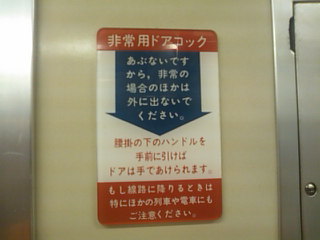 非常用ドアコック
あぶないです
から，非常の
場合のほかは
外に出ないで
ください。
腰掛の下のハンドルを
手前に引けば
ドアは手であけられます。
もし線路に降りるときは
特にほかの列車や電車にも
ご注意ください。